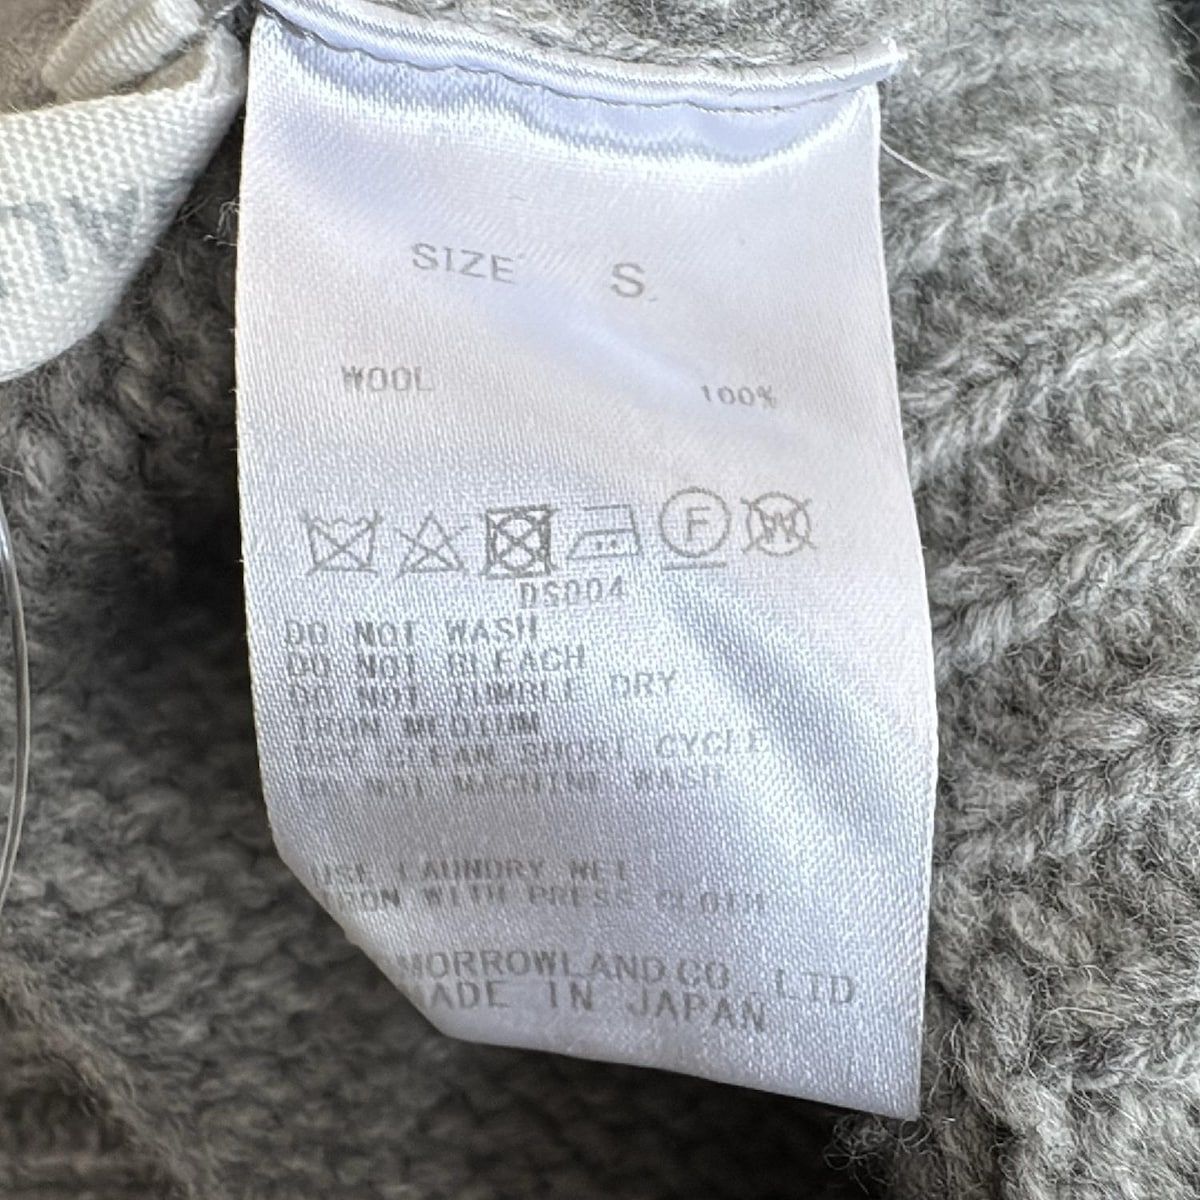 SIZE S
WOOL 100%
F W
DS004
DO NOT WASH
DO NOT BLEACH
DO NOT TUMBLE DRY
IRON MEDIUM
DRY CLEAN SHORT CYCLE
DO NOT MACHINE WASH
USE LAUNDRY NET
IRON WITH PRESS CLOTH
MORROWLAND.CO.,LTD
MADE IN JAPAN